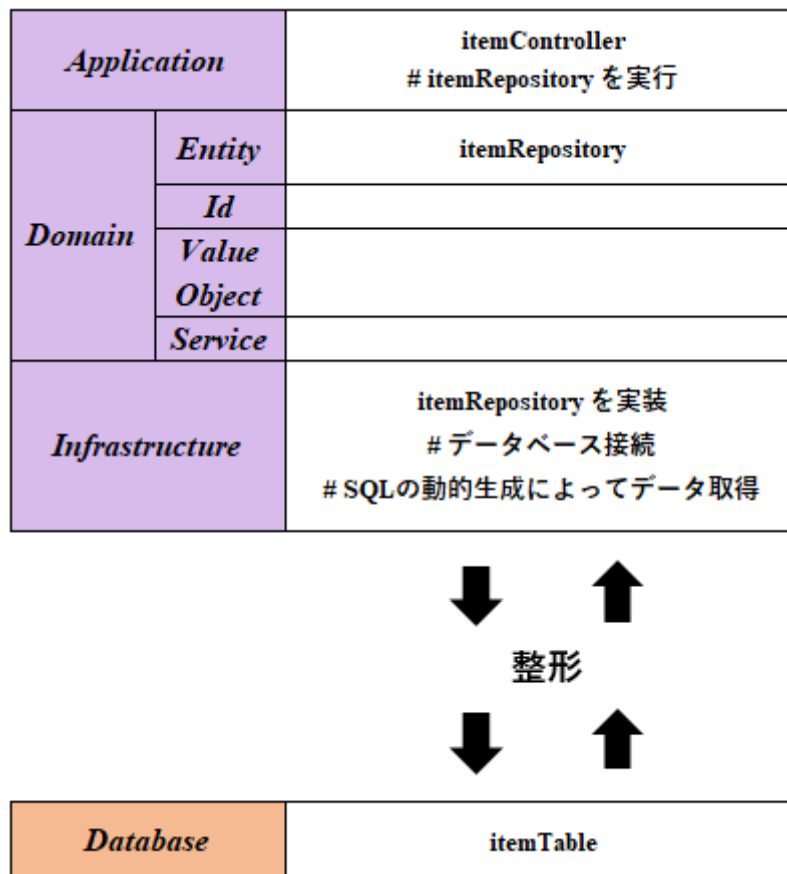 Application
itemController
# itemRepository を実行
Domain
Entity
itemRepository
Id
Value
Object
Service
Infrastructure
itemRepository を実装
# データベース接続
# SQLの動的生成によってデータ取得
整形
Database
itemTable